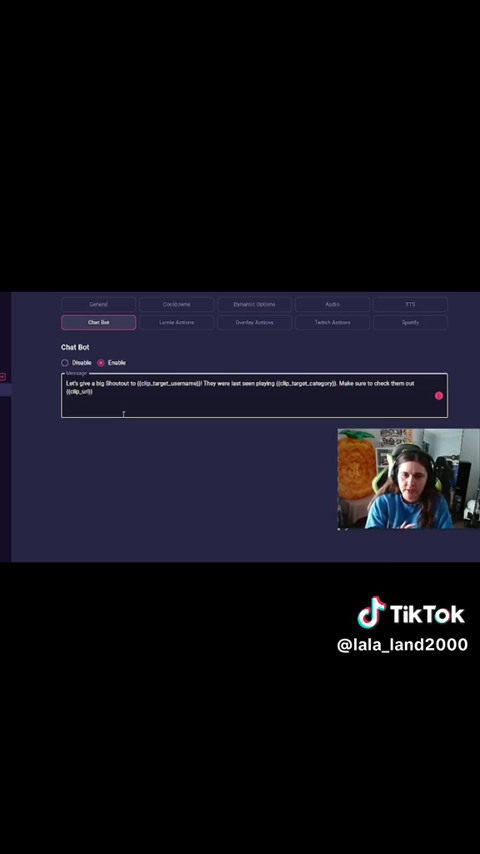 General
Cooldowns
Dynamic Options
Audio
TTS
Chat Bot
Lumia Actions
Overlay Actions
Twitch Actions
Spotify
Chat Bot
Disable
Enable
Message
Let's give a big Shoutout to {{clip_target_username}}! They were last seen playing {{clip_target_category}}. Make sure to check them out
{{clip_url}}
TikTok
@lala_land2000